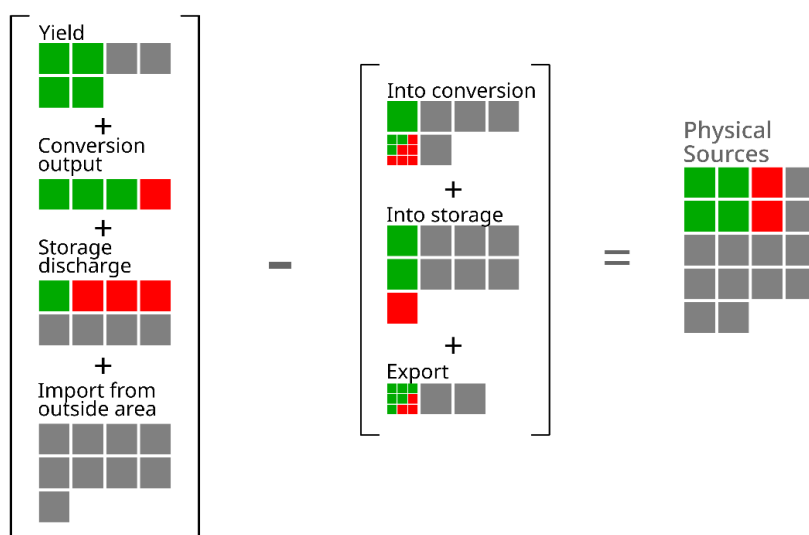 Yield
+
Conversion
output
+
Storage
discharge
+
Import from
outside area
-
Into conversion
+
Into storage
+
Export
=
Physical
Sources